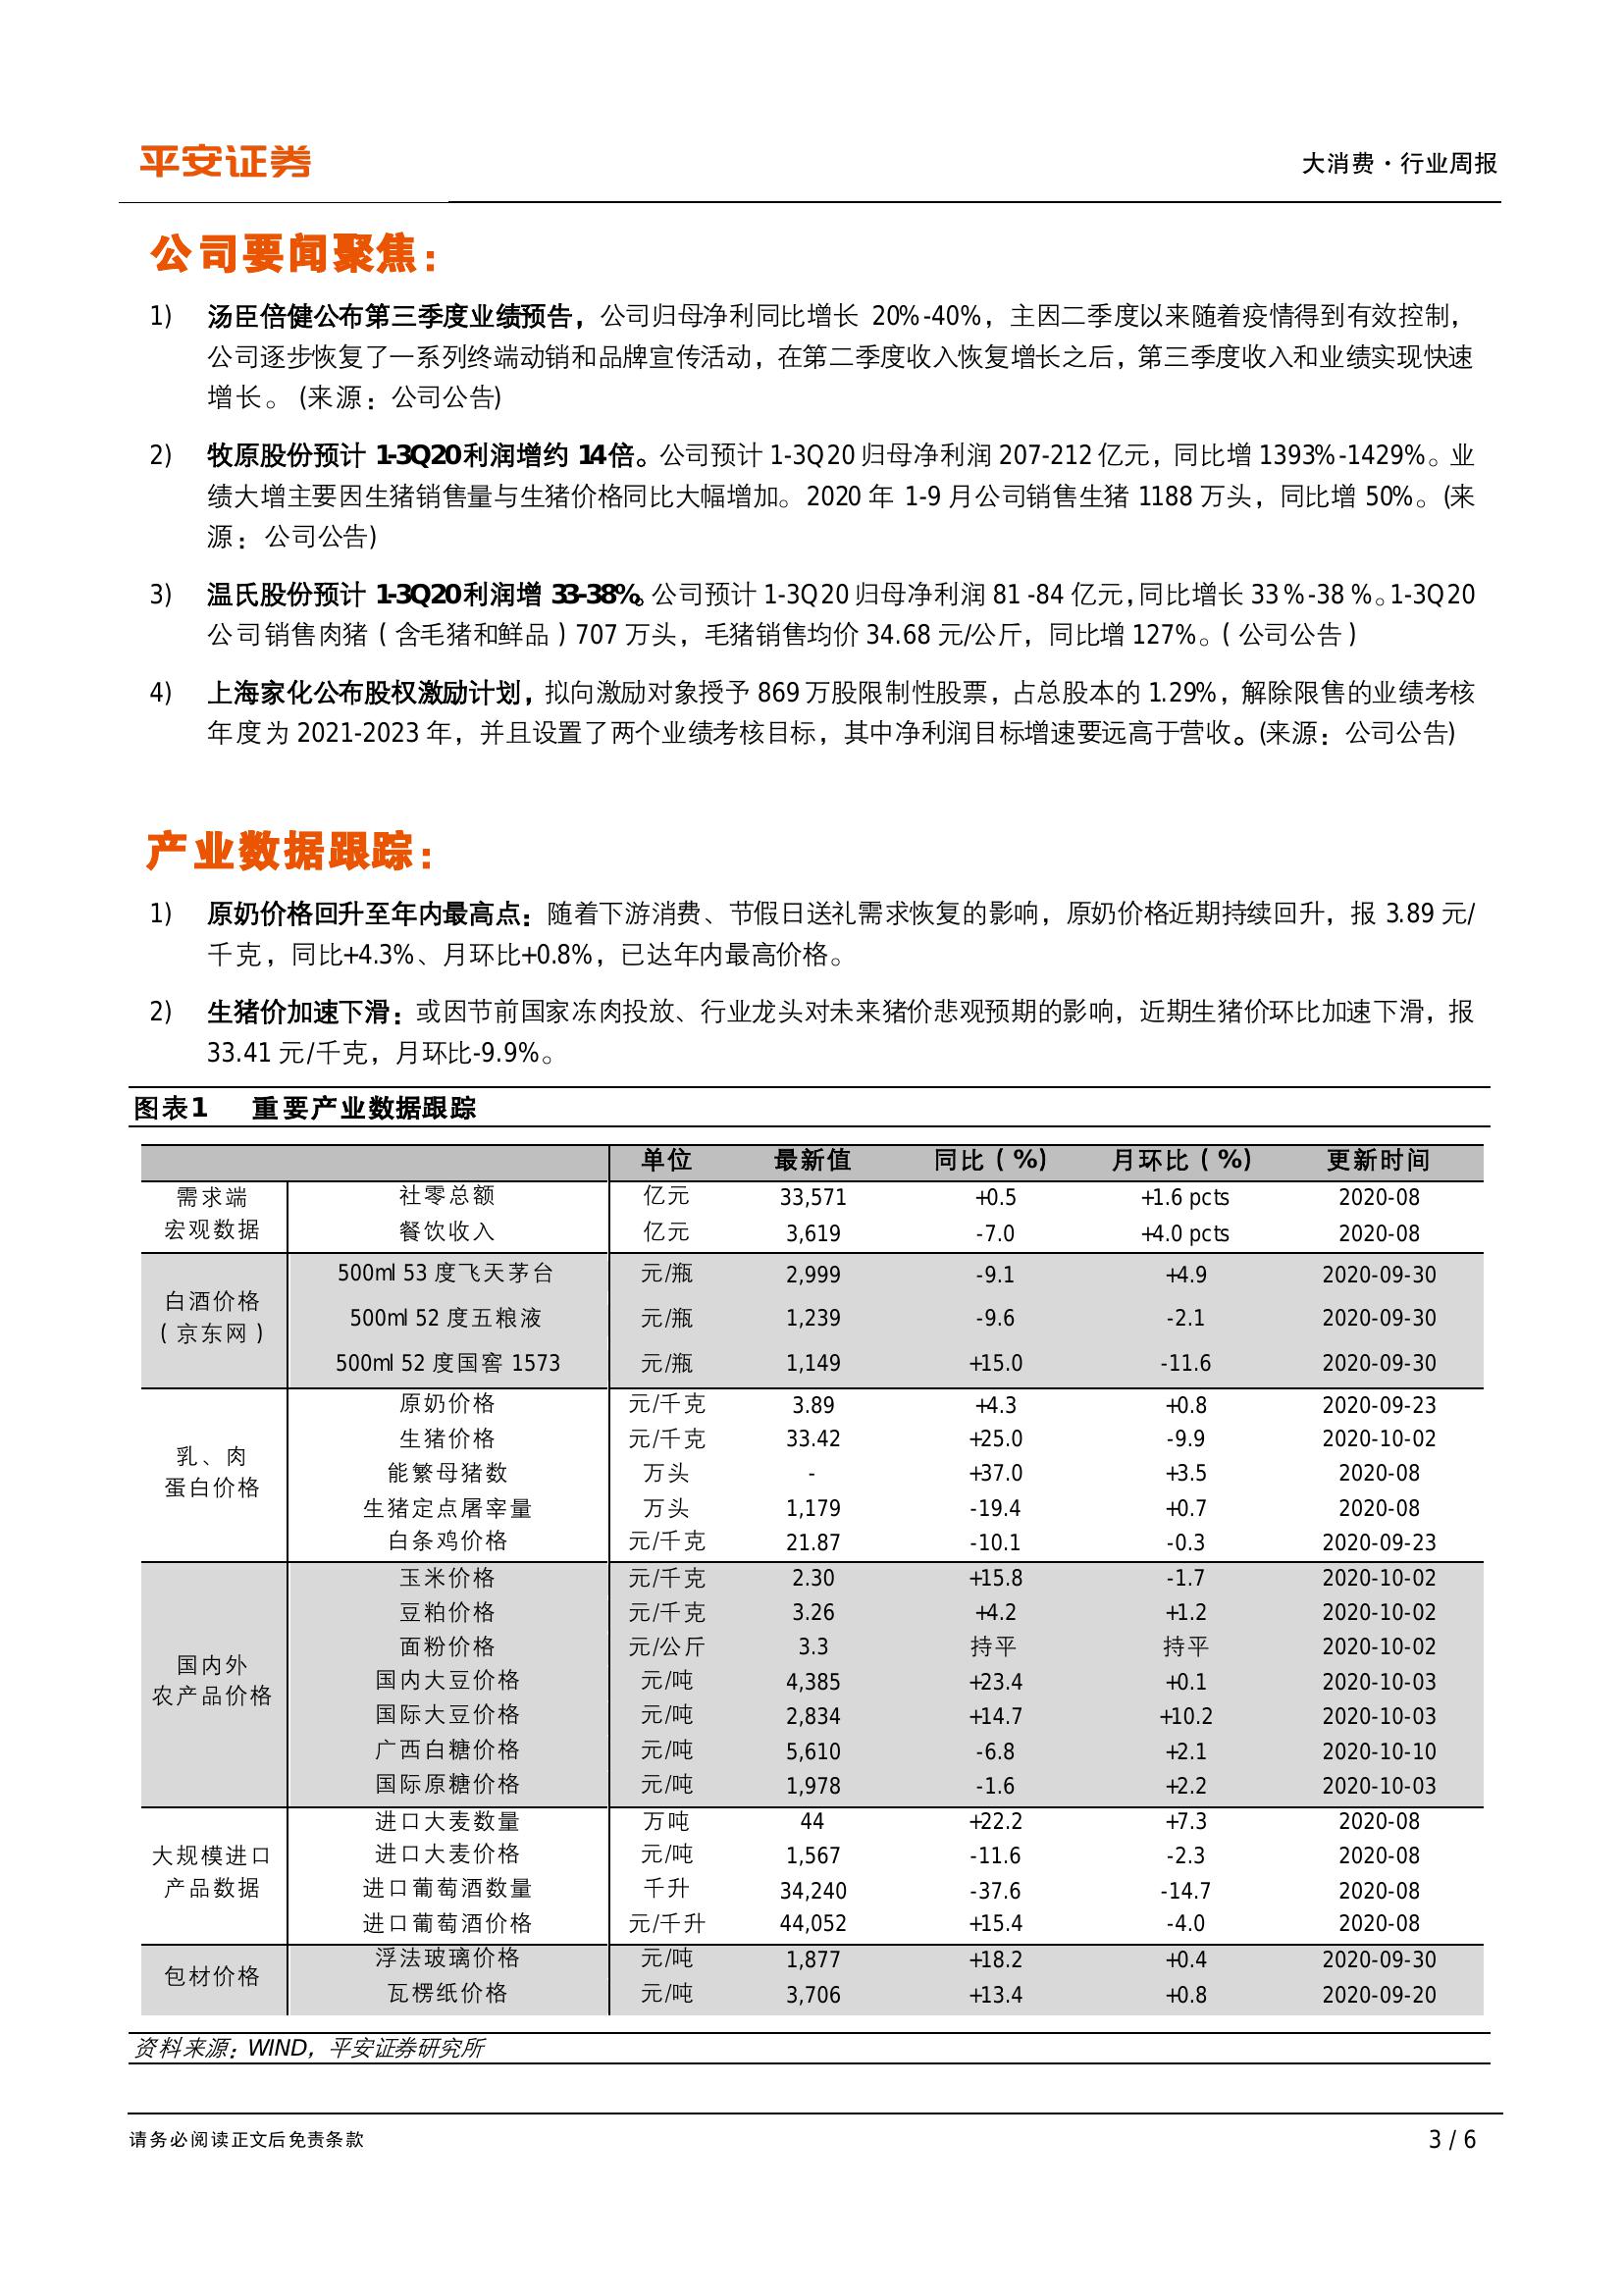 平安证券
大消费·行业周报
公司要闻聚焦：
1) 汤臣倍健公布第三季度业绩预告，公司归母净利同比增长 20%-40%，主因二季度以来随着疫情得到有效控制，
公司逐步恢复了一系列终端动销和品牌宣传活动，在第二季度收入恢复增长之后，第三季度收入和业绩实现快速
增长。(来源：公司公告)
2) 牧原股份预计 1-3Q20 利润增约 14 倍。公司预计 1-3Q20 归母净利润 207-212 亿元，同比增 1393%-1429%。业
绩大增主要因生猪销售量与生猪价格同比大幅增加。2020 年 1-9 月公司销售生猪 1188 万头，同比增 50%。(来
源：公司公告)
3) 温氏股份预计 1-3Q20 利润增 33-38%。公司预计 1-3Q20 归母净利润 81-84 亿元，同比增长 33%-38%。1-3Q20
公司销售肉猪（含毛猪和鲜品）707 万头，毛猪销售均价 34.68 元/公斤，同比增 127%。（公司公告）
4) 上海家化公布股权激励计划，拟向激励对象授予 869 万股限制性股票，占总股本的 1.29%，解除限售的业绩考核
年度为 2021-2023 年，并且设置了两个业绩考核目标，其中净利润目标增速要远高于营收。(来源：公司公告)
产业数据跟踪：
1) 原奶价格回升至年内最高点：随着下游消费、节假日送礼需求恢复的影响，原奶价格近期持续回升，报 3.89 元/
千克，同比+4.3%、月环比+0.8%，已达年内最高价格。
2) 生猪价加速下滑：或因节前国家冻肉投放、行业龙头对未来猪价悲观预期的影响，近期生猪价环比加速下滑，报
33.41 元/千克，月环比-9.9%。
图表1 重要产业数据跟踪
单位 最新值 同比（%) 月环比（%) 更新时间
需求端
宏观数据
社零总额 亿元 33,571 +0.5 +1.6 pcts 2020-08
餐饮收入 亿元 3,619 -7.0 +4.0 pcts 2020-08
白酒价格
（京东网）
500ml 53 度飞天茅台 元/瓶 2,999 -9.1 +4.9 2020-09-30
500ml 52 度五粮液 元/瓶 1,239 -9.6 -2.1 2020-09-30
500ml 52 度国窖 1573 元/瓶 1,149 +15.0 -11.6 2020-09-30
乳、肉
蛋白价格
原奶价格 元/千克 3.89 +4.3 +0.8 2020-09-23
生猪价格 元/千克 33.42 +25.0 -9.9 2020-10-02
能繁母猪数 万头 - +37.0 +3.5 2020-08
生猪定点屠宰量 万头 1,179 -19.4 +0.7 2020-08
白条鸡价格 元/千克 21.87 -10.1 -0.3 2020-09-23
国内外
农产品价格
玉米价格 元/千克 2.30 +15.8 -1.7 2020-10-02
豆粕价格 元/千克 3.26 +4.2 +1.2 2020-10-02
面粉价格 元/公斤 3.3 持平 持平 2020-10-02
国内大豆价格 元/吨 4,385 +23.4 +0.1 2020-10-03
国际大豆价格 元/吨 2,834 +14.7 +10.2 2020-10-03
广西白糖价格 元/吨 5,610 -6.8 +2.1 2020-10-10
国际原糖价格 元/吨 1,978 -1.6 +2.2 2020-10-03
大规模进口
产品数据
进口大麦数量 万吨 44 +22.2 +7.3 2020-08
进口大麦价格 元/吨 1,567 -11.6 -2.3 2020-08
进口葡萄酒数量 千升 34,240 -37.6 -14.7 2020-08
进口葡萄酒价格 元/千升 44,052 +15.4 -4.0 2020-08
包材价格
浮法玻璃价格 元/吨 1,877 +18.2 +0.4 2020-09-30
瓦楞纸价格 元/吨 3,706 +13.4 +0.8 2020-09-20
资料来源：WIND，平安证券研究所
请务必阅读正文后免责条款
3 / 6